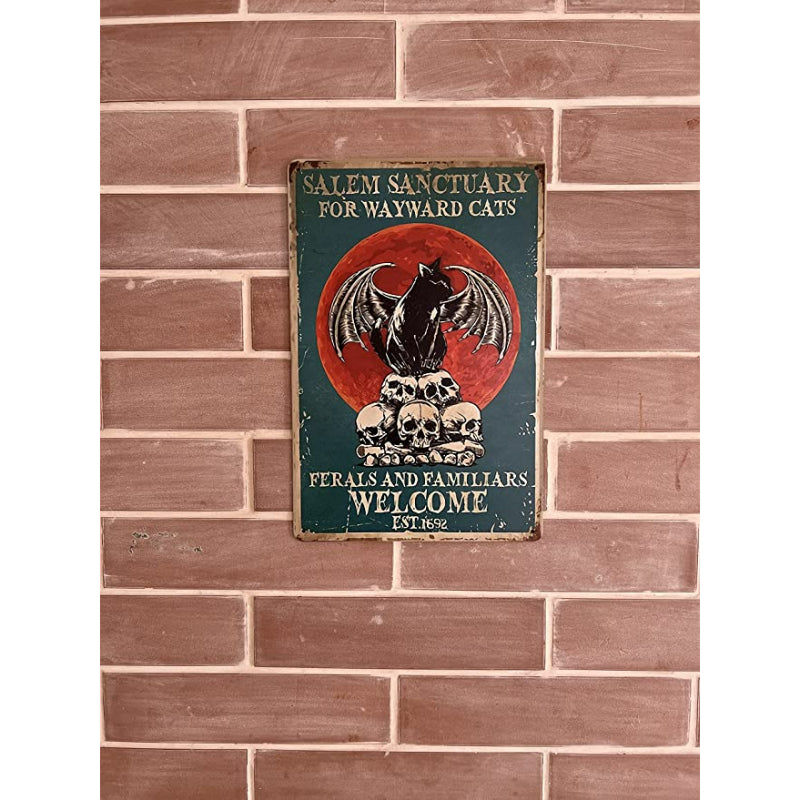 SALEM SANCTUARY
FOR WAYWARD CATS
FERALS AND FAMILIARS
WELCOME
EST.1692